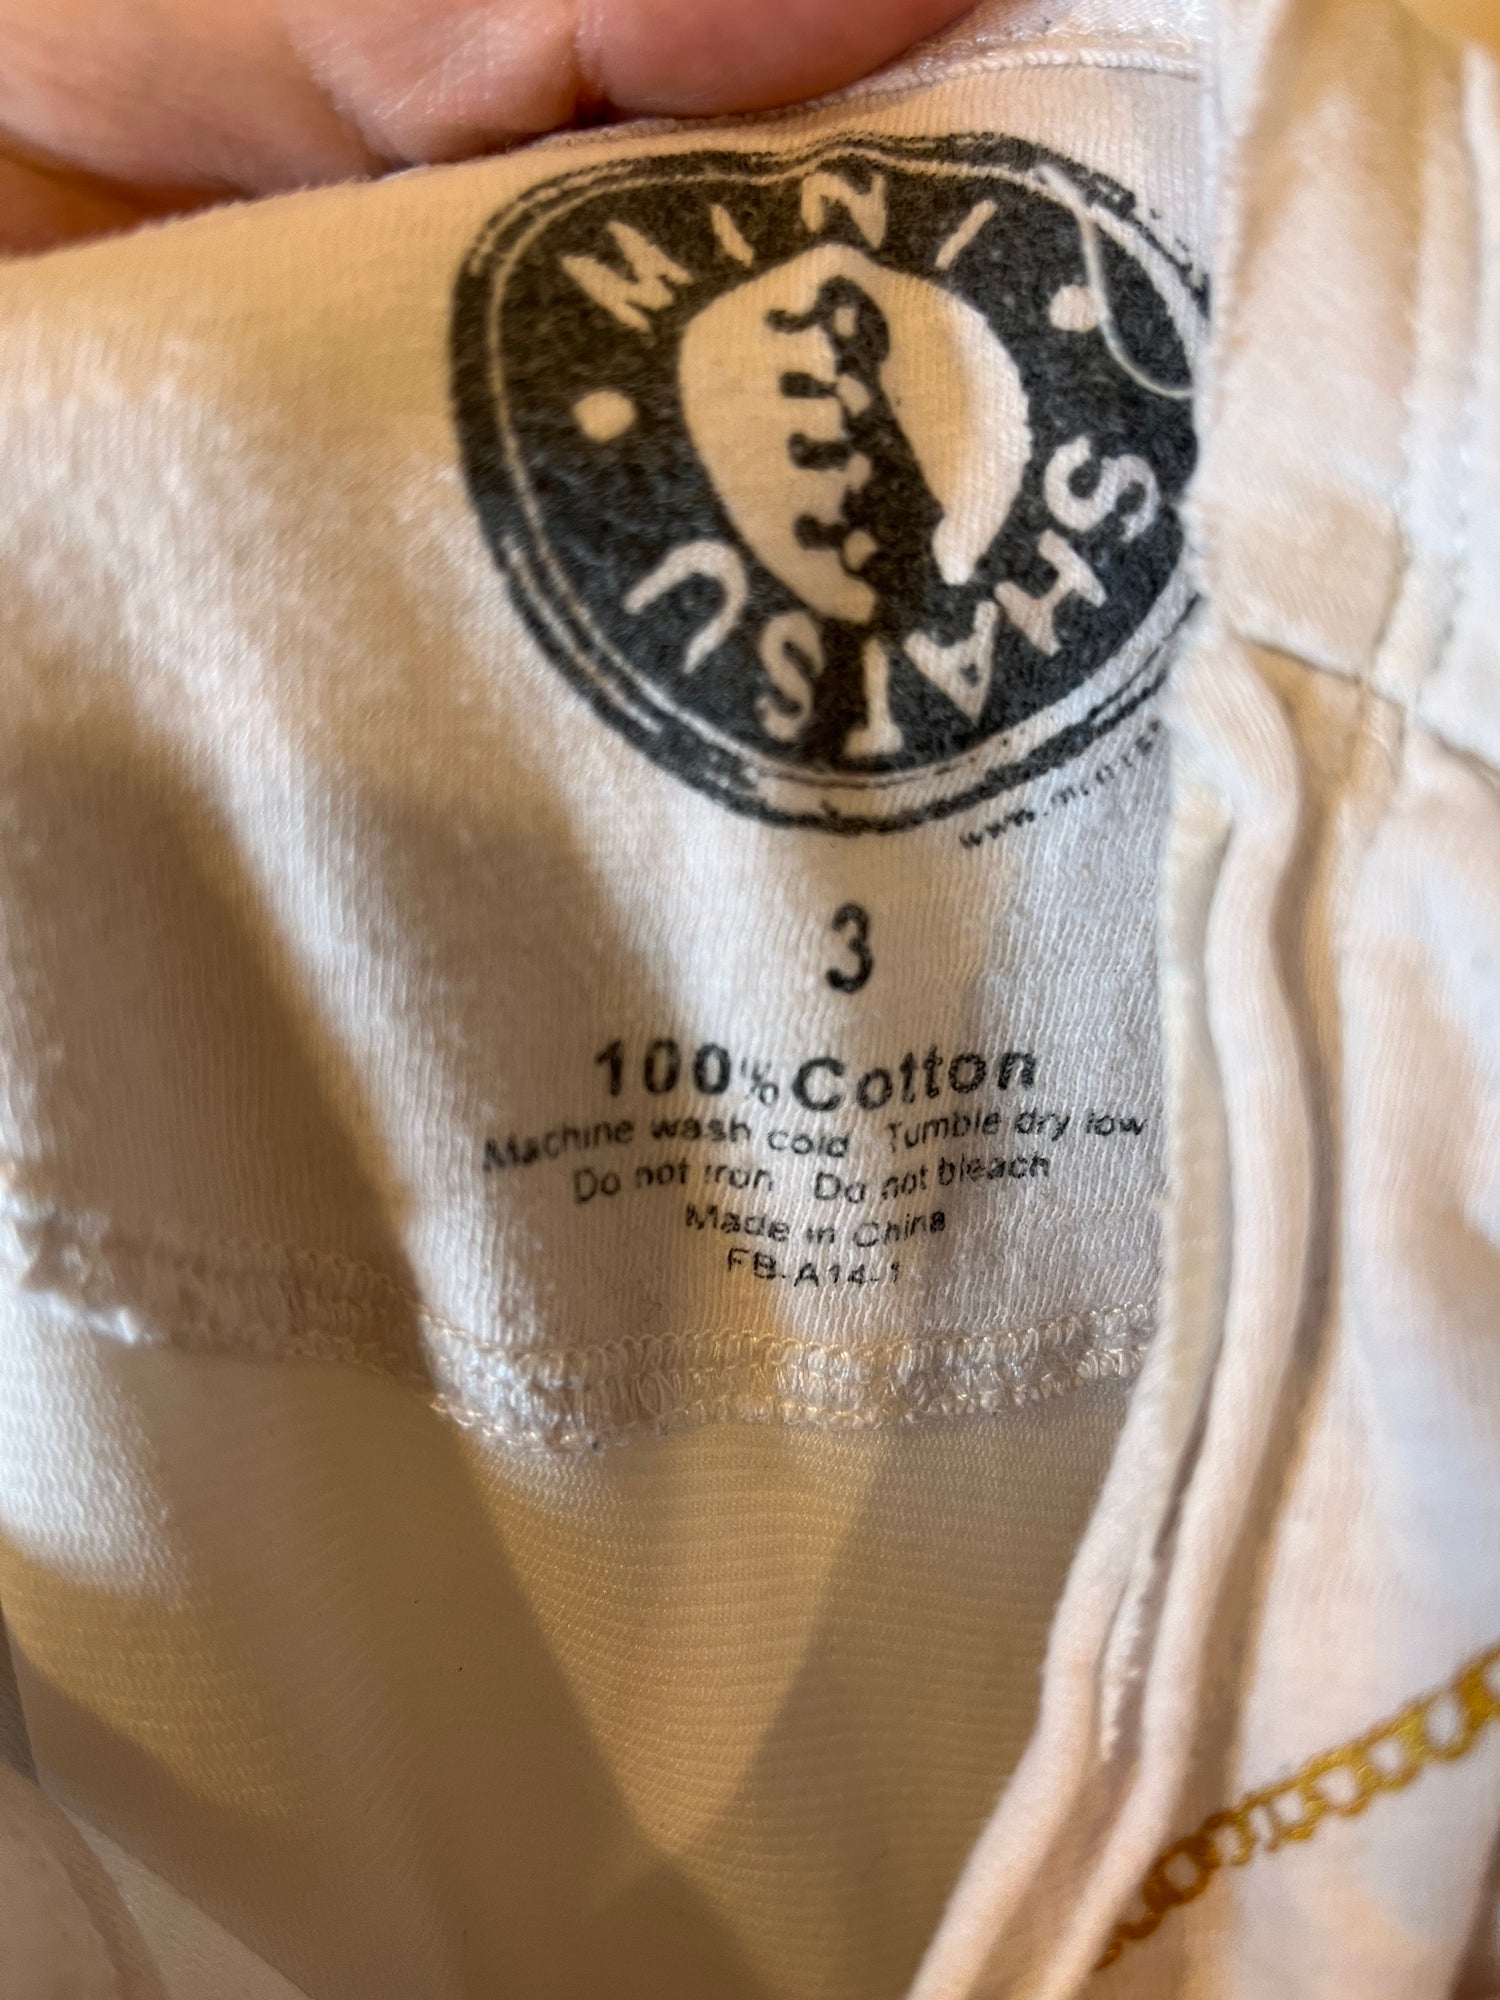 MINI
SHATSU
3
100% Cotton
Machine wash cold Tumble dry low
Do not iron Do not bleach
Made in China
FB-A14-1